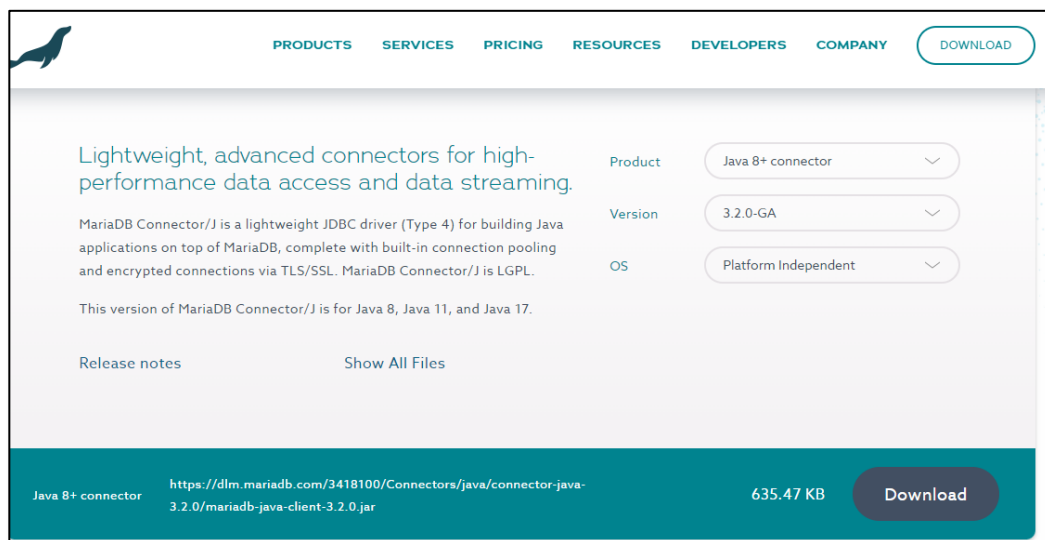 PRODUCTS SERVICES PRICING RESOURCES DEVELOPERS COMPANY DOWNLOAD
Lightweight, advanced connectors for high-
performance data access and data streaming.
MariaDB Connector/J is a lightweight JDBC driver (Type 4) for building Java
applications on top of MariaDB, complete with built-in connection pooling
and encrypted connections via TLS/SSL. MariaDB Connector/J is LGPL.
This version of MariaDB Connector/J is for Java 8, Java 11, and Java 17.
Release notes Show All Files
Product Java 8+ connector
Version 3.2.0-GA
OS Platform Independent
Java 8+ connector
https://dlm.mariadb.com/3418100/Connectors/java/connector-java-
3.2.0/mariadb-java-client-3.2.0.jar
635.47 KB
Download